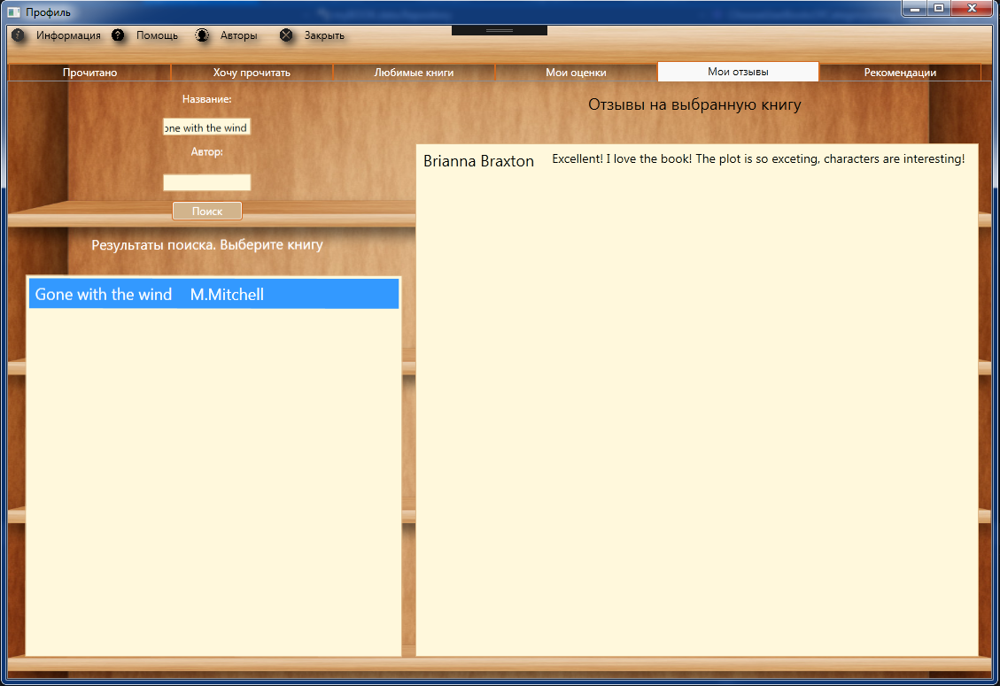 Профиль
Информация Помощь Авторы Закрыть
Прочитано Хочу прочитать Любимые книги Мои оценки Мои отзывы Рекомендации
Название:
one with the wind
Автор:
Поиск
Результаты поиска. Выберите книгу
Gone with the wind M.Mitchell
Отзывы на выбранную книгу
Brianna Braxton Excellent! I love the book! The plot is so exceting, characters are interesting!